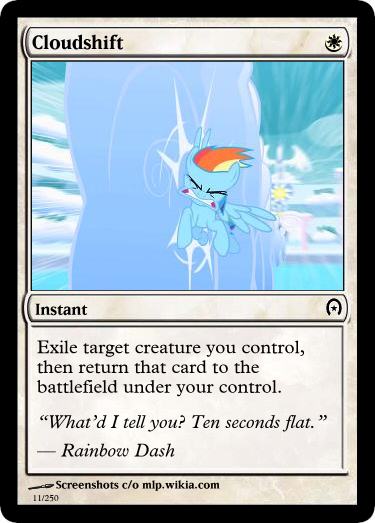 Cloudshift
Instant
Exile target creature you control,
then return that card to the
battlefield under your control.
“What’d I tell you? Ten seconds flat.”
— Rainbow Dash
Screenshots c/o mlp.wikia.com
11/250